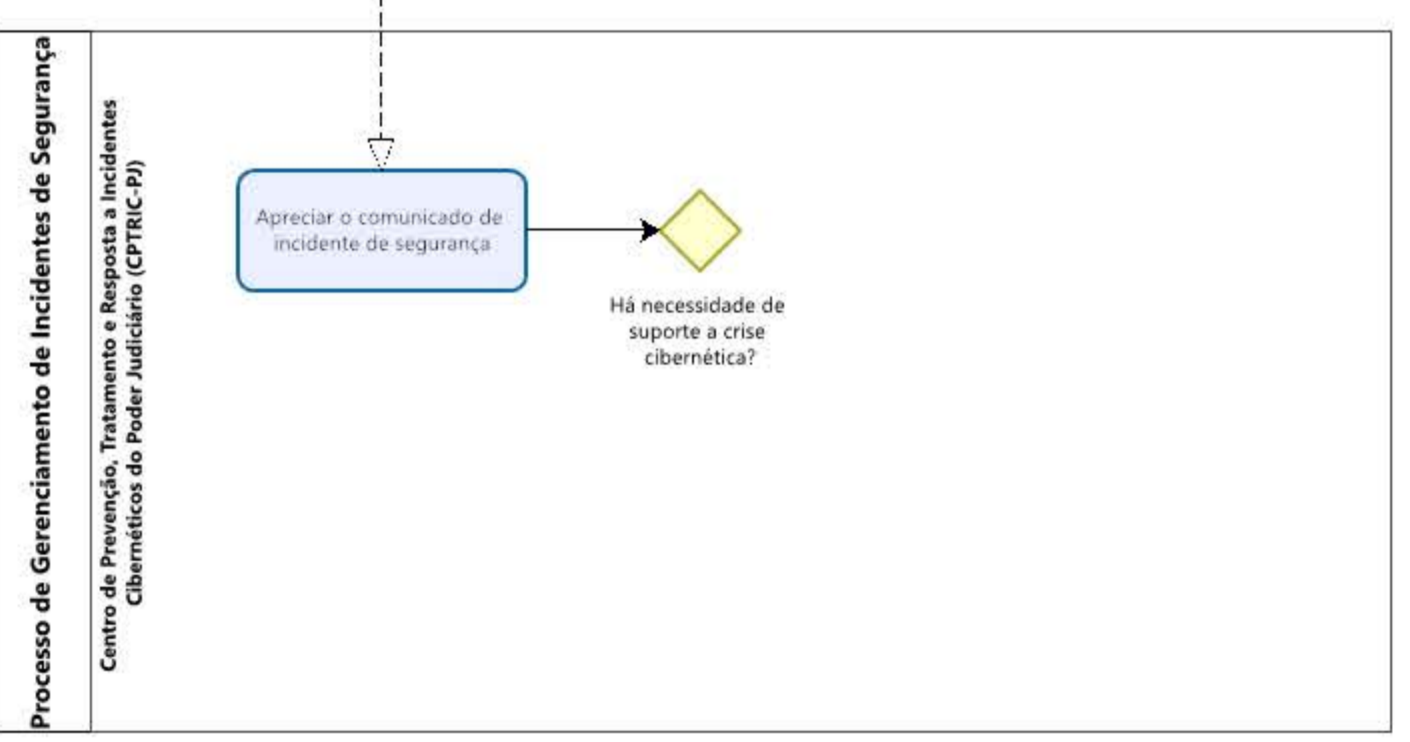 Processo de Gerenciamento de Incidentes de Segurança
Centro de Prevenção, Tratamento e Resposta a Incidentes
Cibernéticos do Poder Judiciário (CPTRIC-PJ)
Apreciar o comunicado de
incidente de segurança
Há necessidade de
suporte a crise
cibernética?